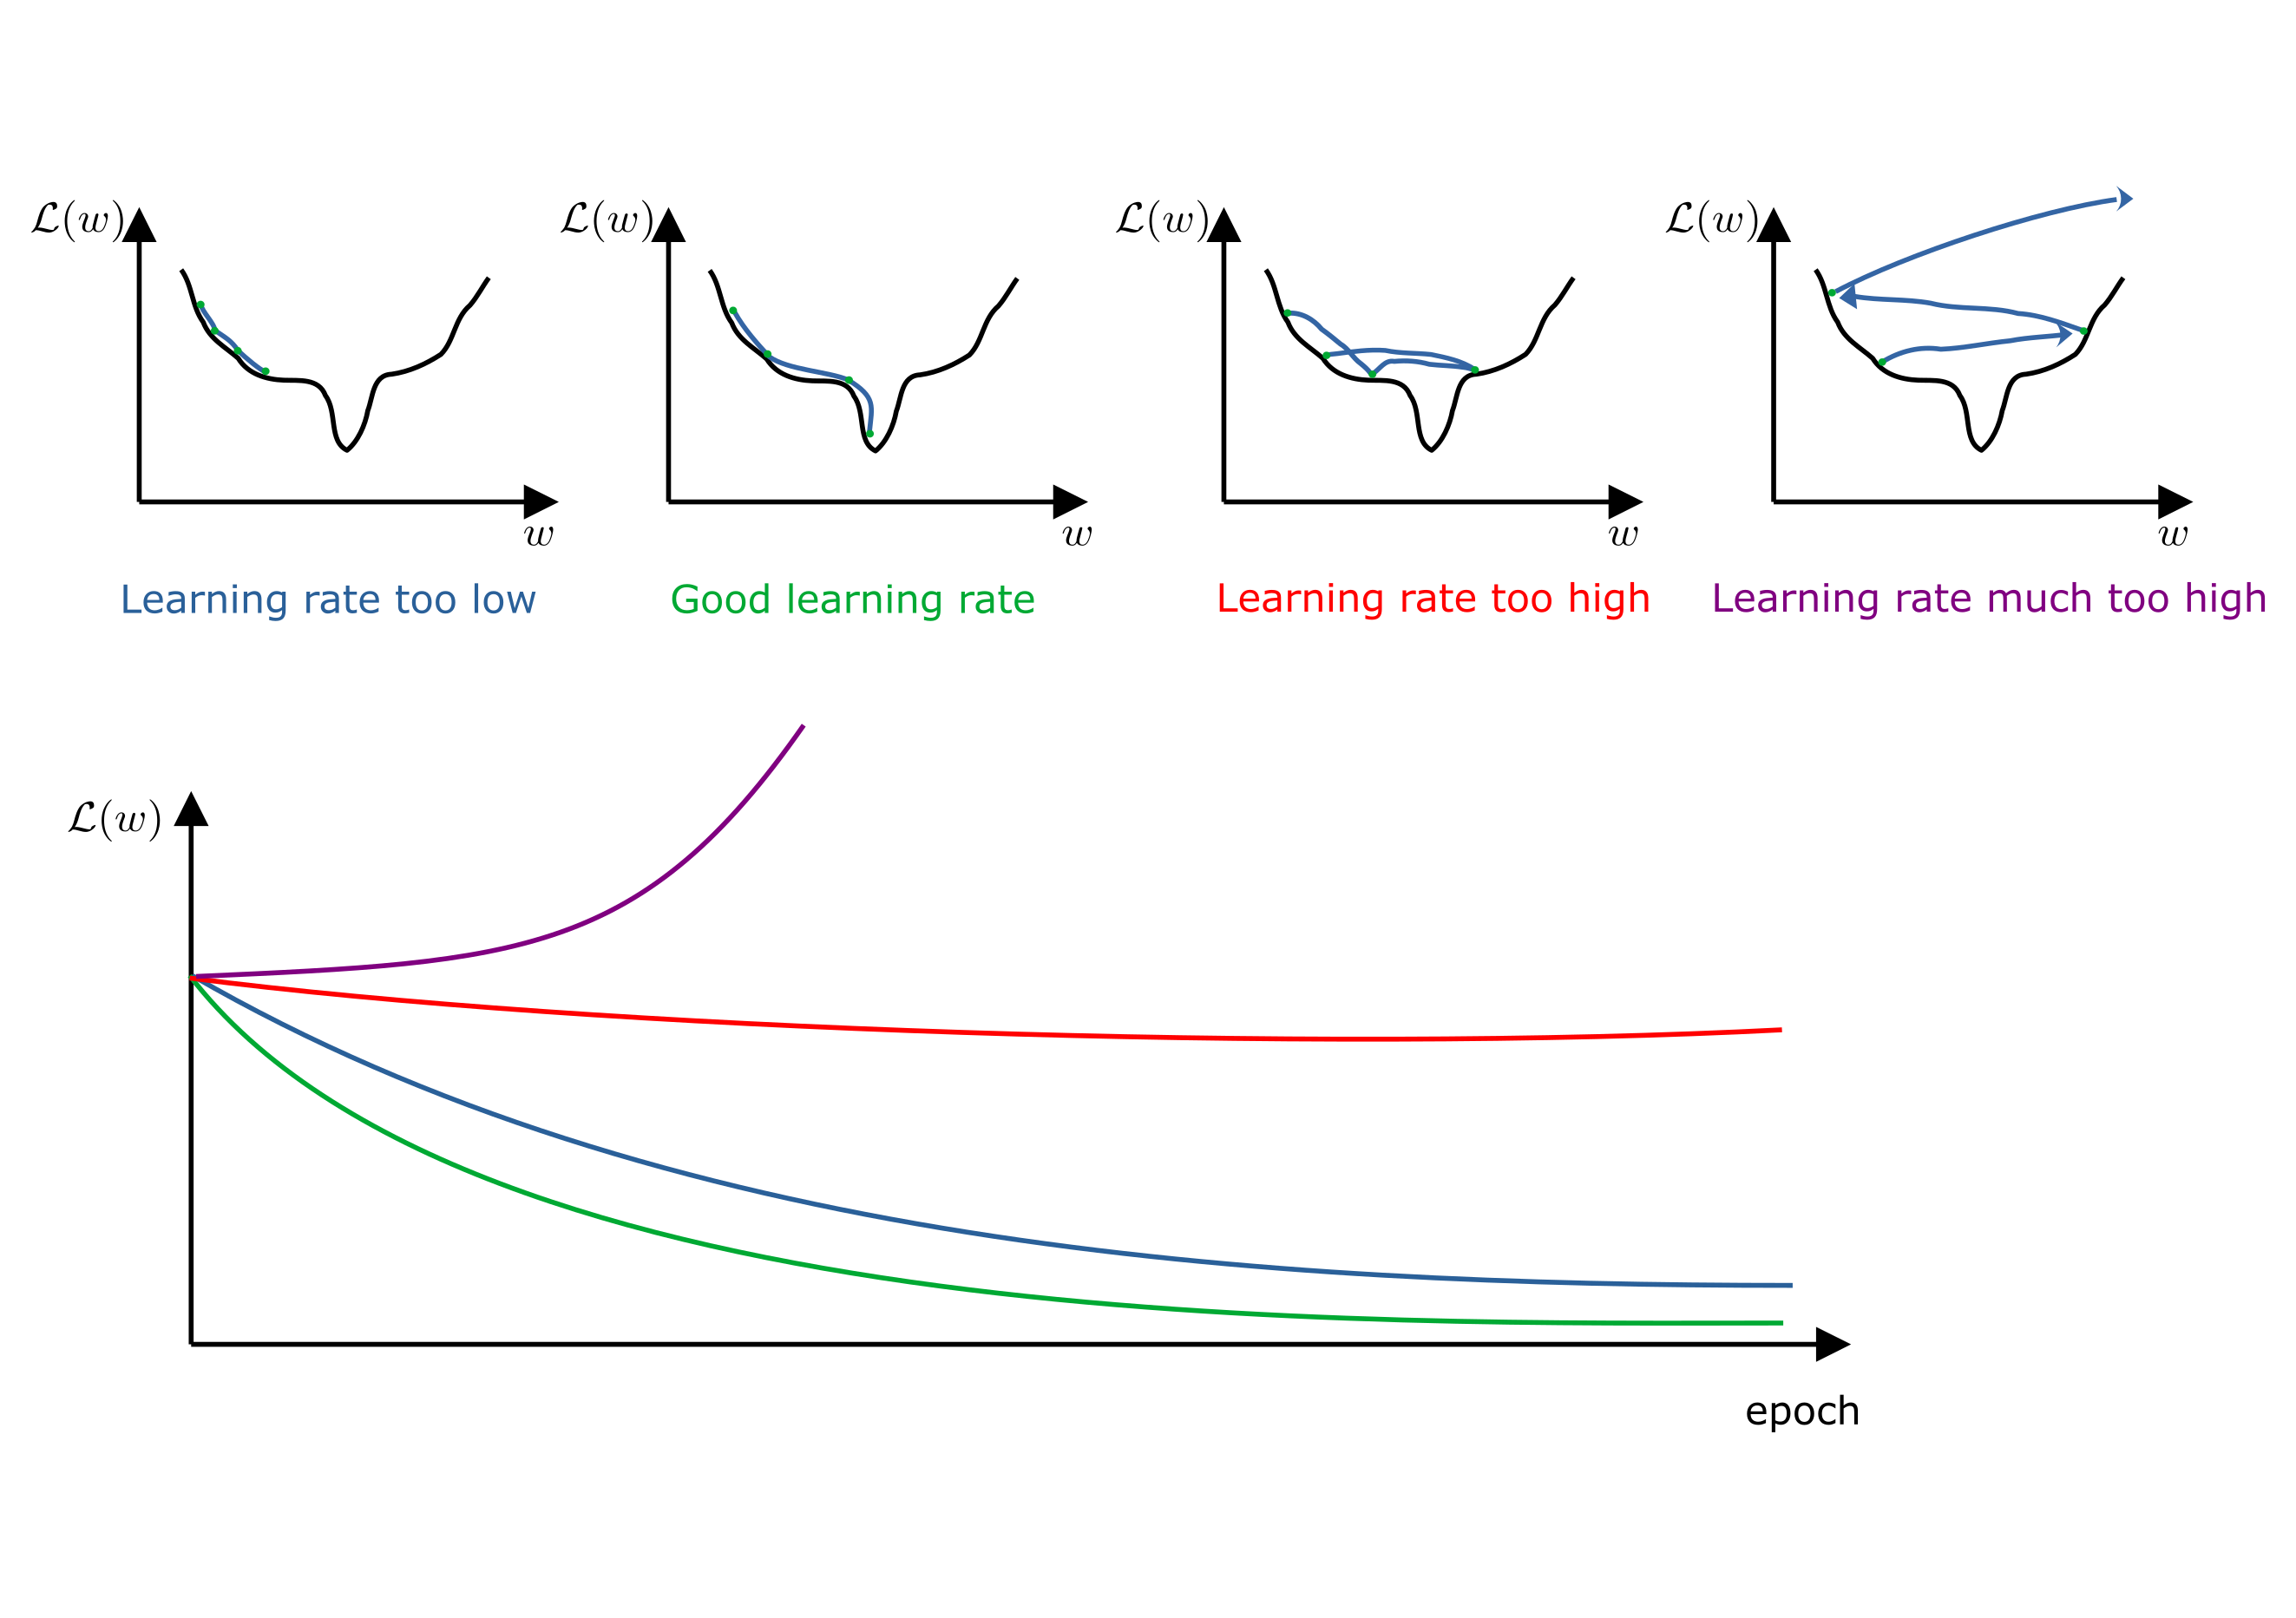 ℒ(w) ℒ(w) ℒ(w) ℒ(w)
w w w w
Learning rate too low Good learning rate Learning rate too high Learning rate much too high
ℒ(w)
epoch